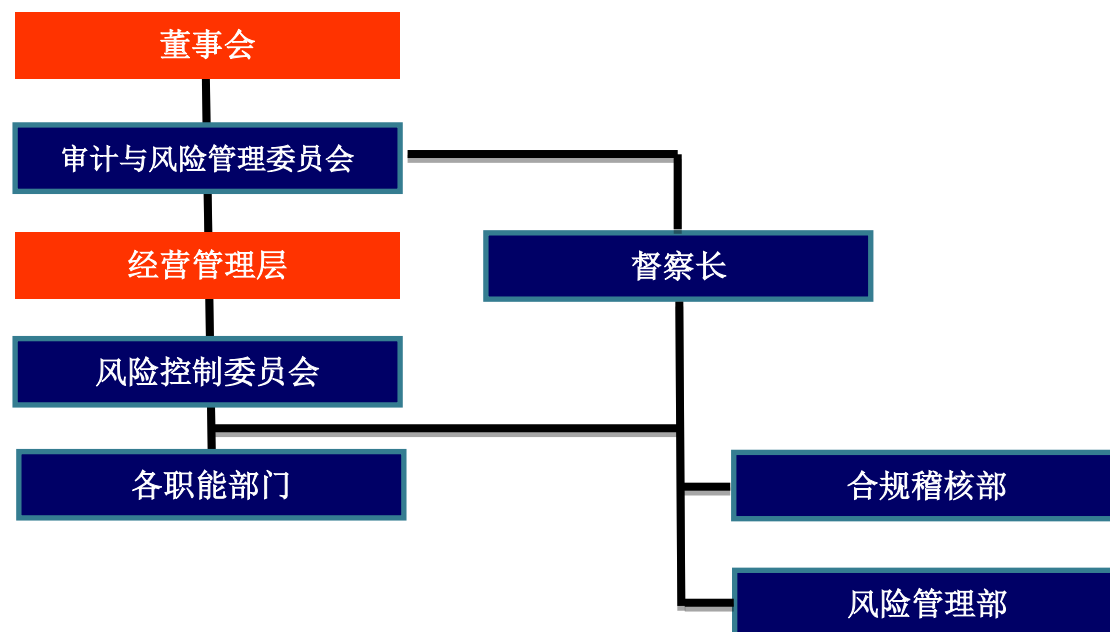 董事会
审计与风险管理委员会
经营管理层
督察长
风险控制委员会
各职能部门
合规稽核部
风险管理部